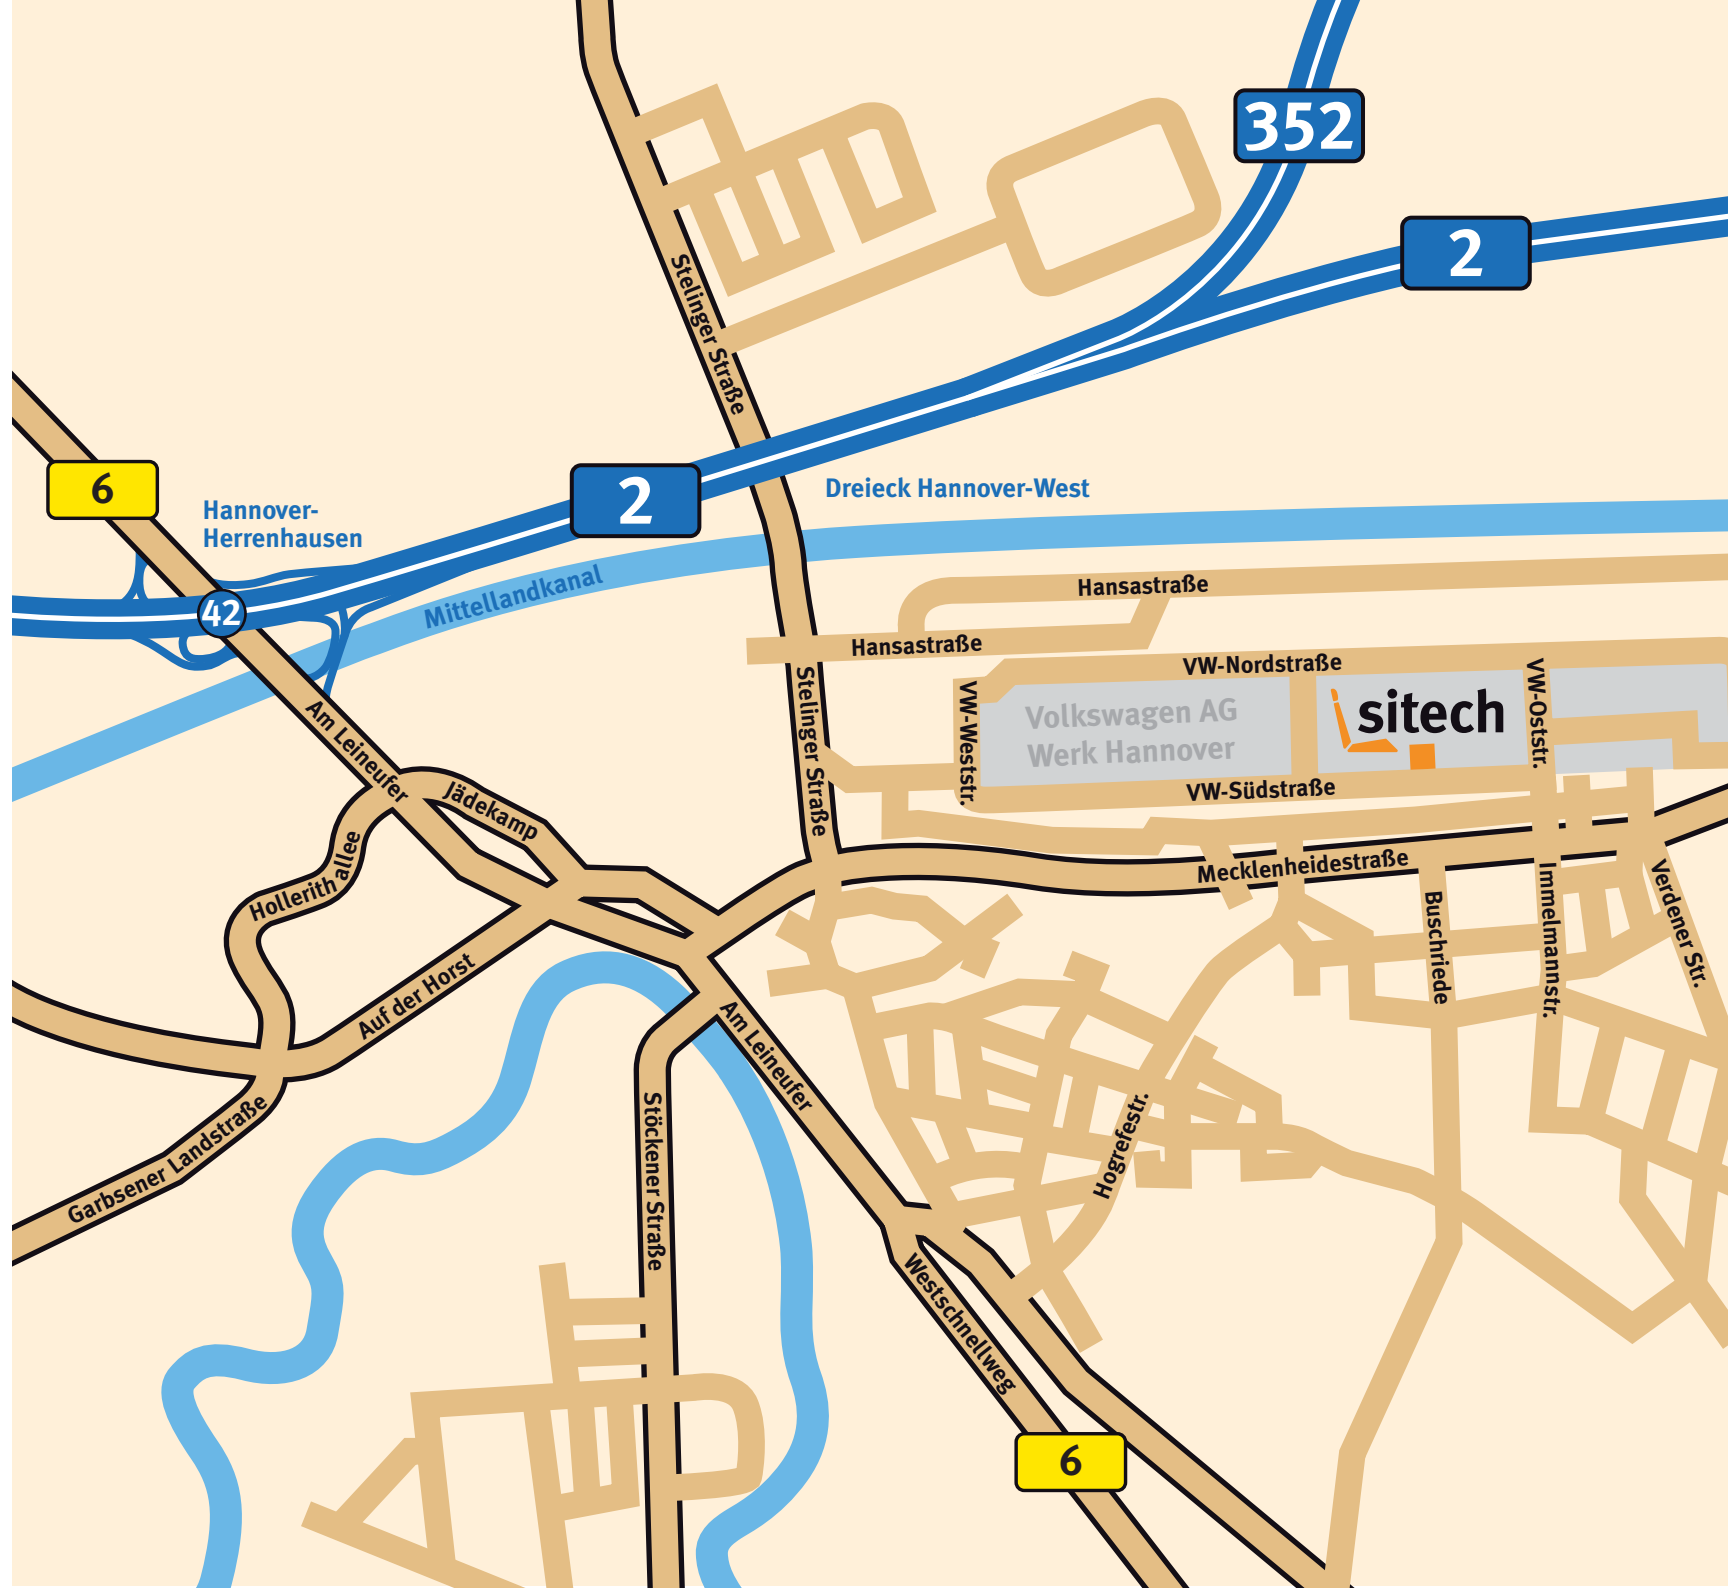 352
2
Stelinger Straße
6
Hannover-
Herrenhausen
2
Dreieck Hannover-West
42
Mittellandkanal
Hansastraße
Hansastraße
VW-Nordstraße
VW-Weststr.
Volkswagen AG
Werk Hannover
sitech
VW-Oststr.
VW-Südstraße
Stelinger Straße
Am Leineufer
Jädekamp
Hollerithallee
Mecklenheidestraße
Buschriede
Immelmannstr.
Verdener Str.
Auf der Horst
Am Leineufer
Garbsener Landstraße
Stöckener Straße
Hogrefestr.
Westschnellweg
6